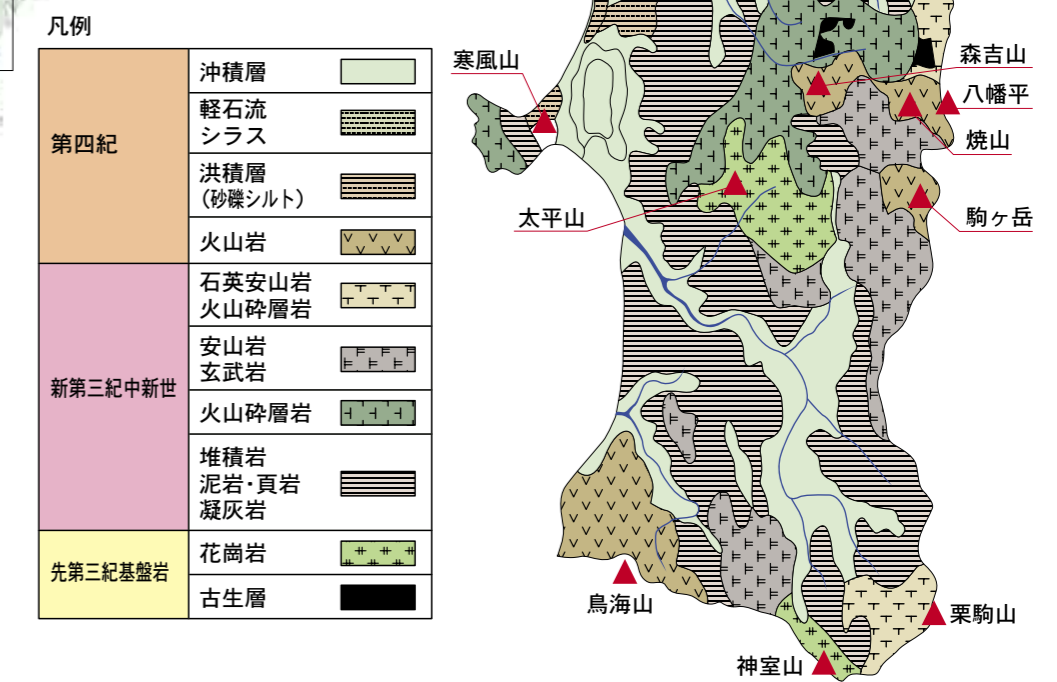 凡例
第四紀
沖積層
軽石流
シラス
洪積層
(砂礫シルト)
火山岩
新第三紀中新世
石英安山岩
火山砕層岩
安山岩
玄武岩
火山砕層岩
堆積岩
泥岩・頁岩
凝灰岩
先第三紀基盤岩
花崗岩
古生層
寒風山
森吉山
八幡平
焼山
太平山
駒ヶ岳
鳥海山
栗駒山
神室山